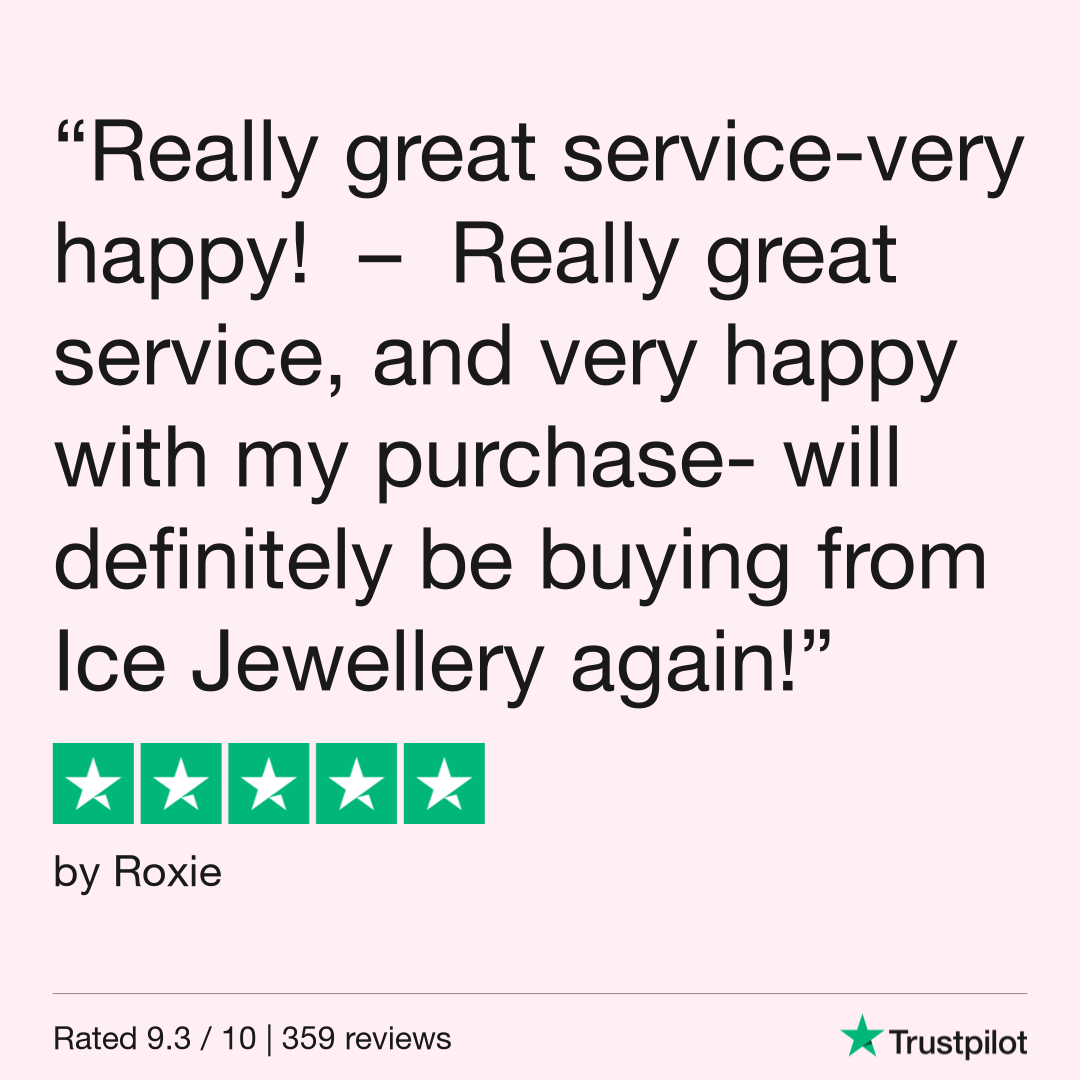 “Really great service-very
happy!  –  Really great
service, and very happy
with my purchase- will
definitely be buying from
Ice Jewellery again!”
by Roxie
Rated 9.3 / 10 | 359 reviews
Trustpilot